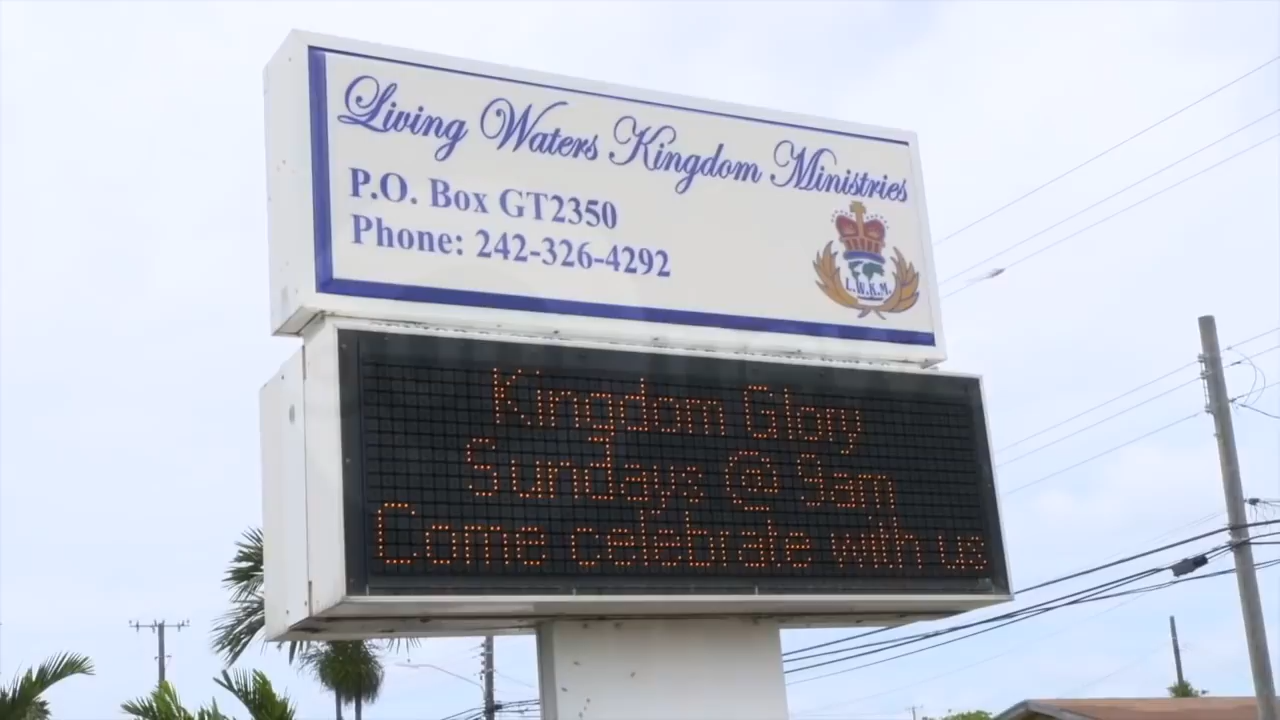 Living Waters Kingdom Ministries
P.O. Box GT2350
Phone: 242-326-4292
L.W.K.M.
Kingdom Glory
Sundays @ 9am
Come celebrate with us